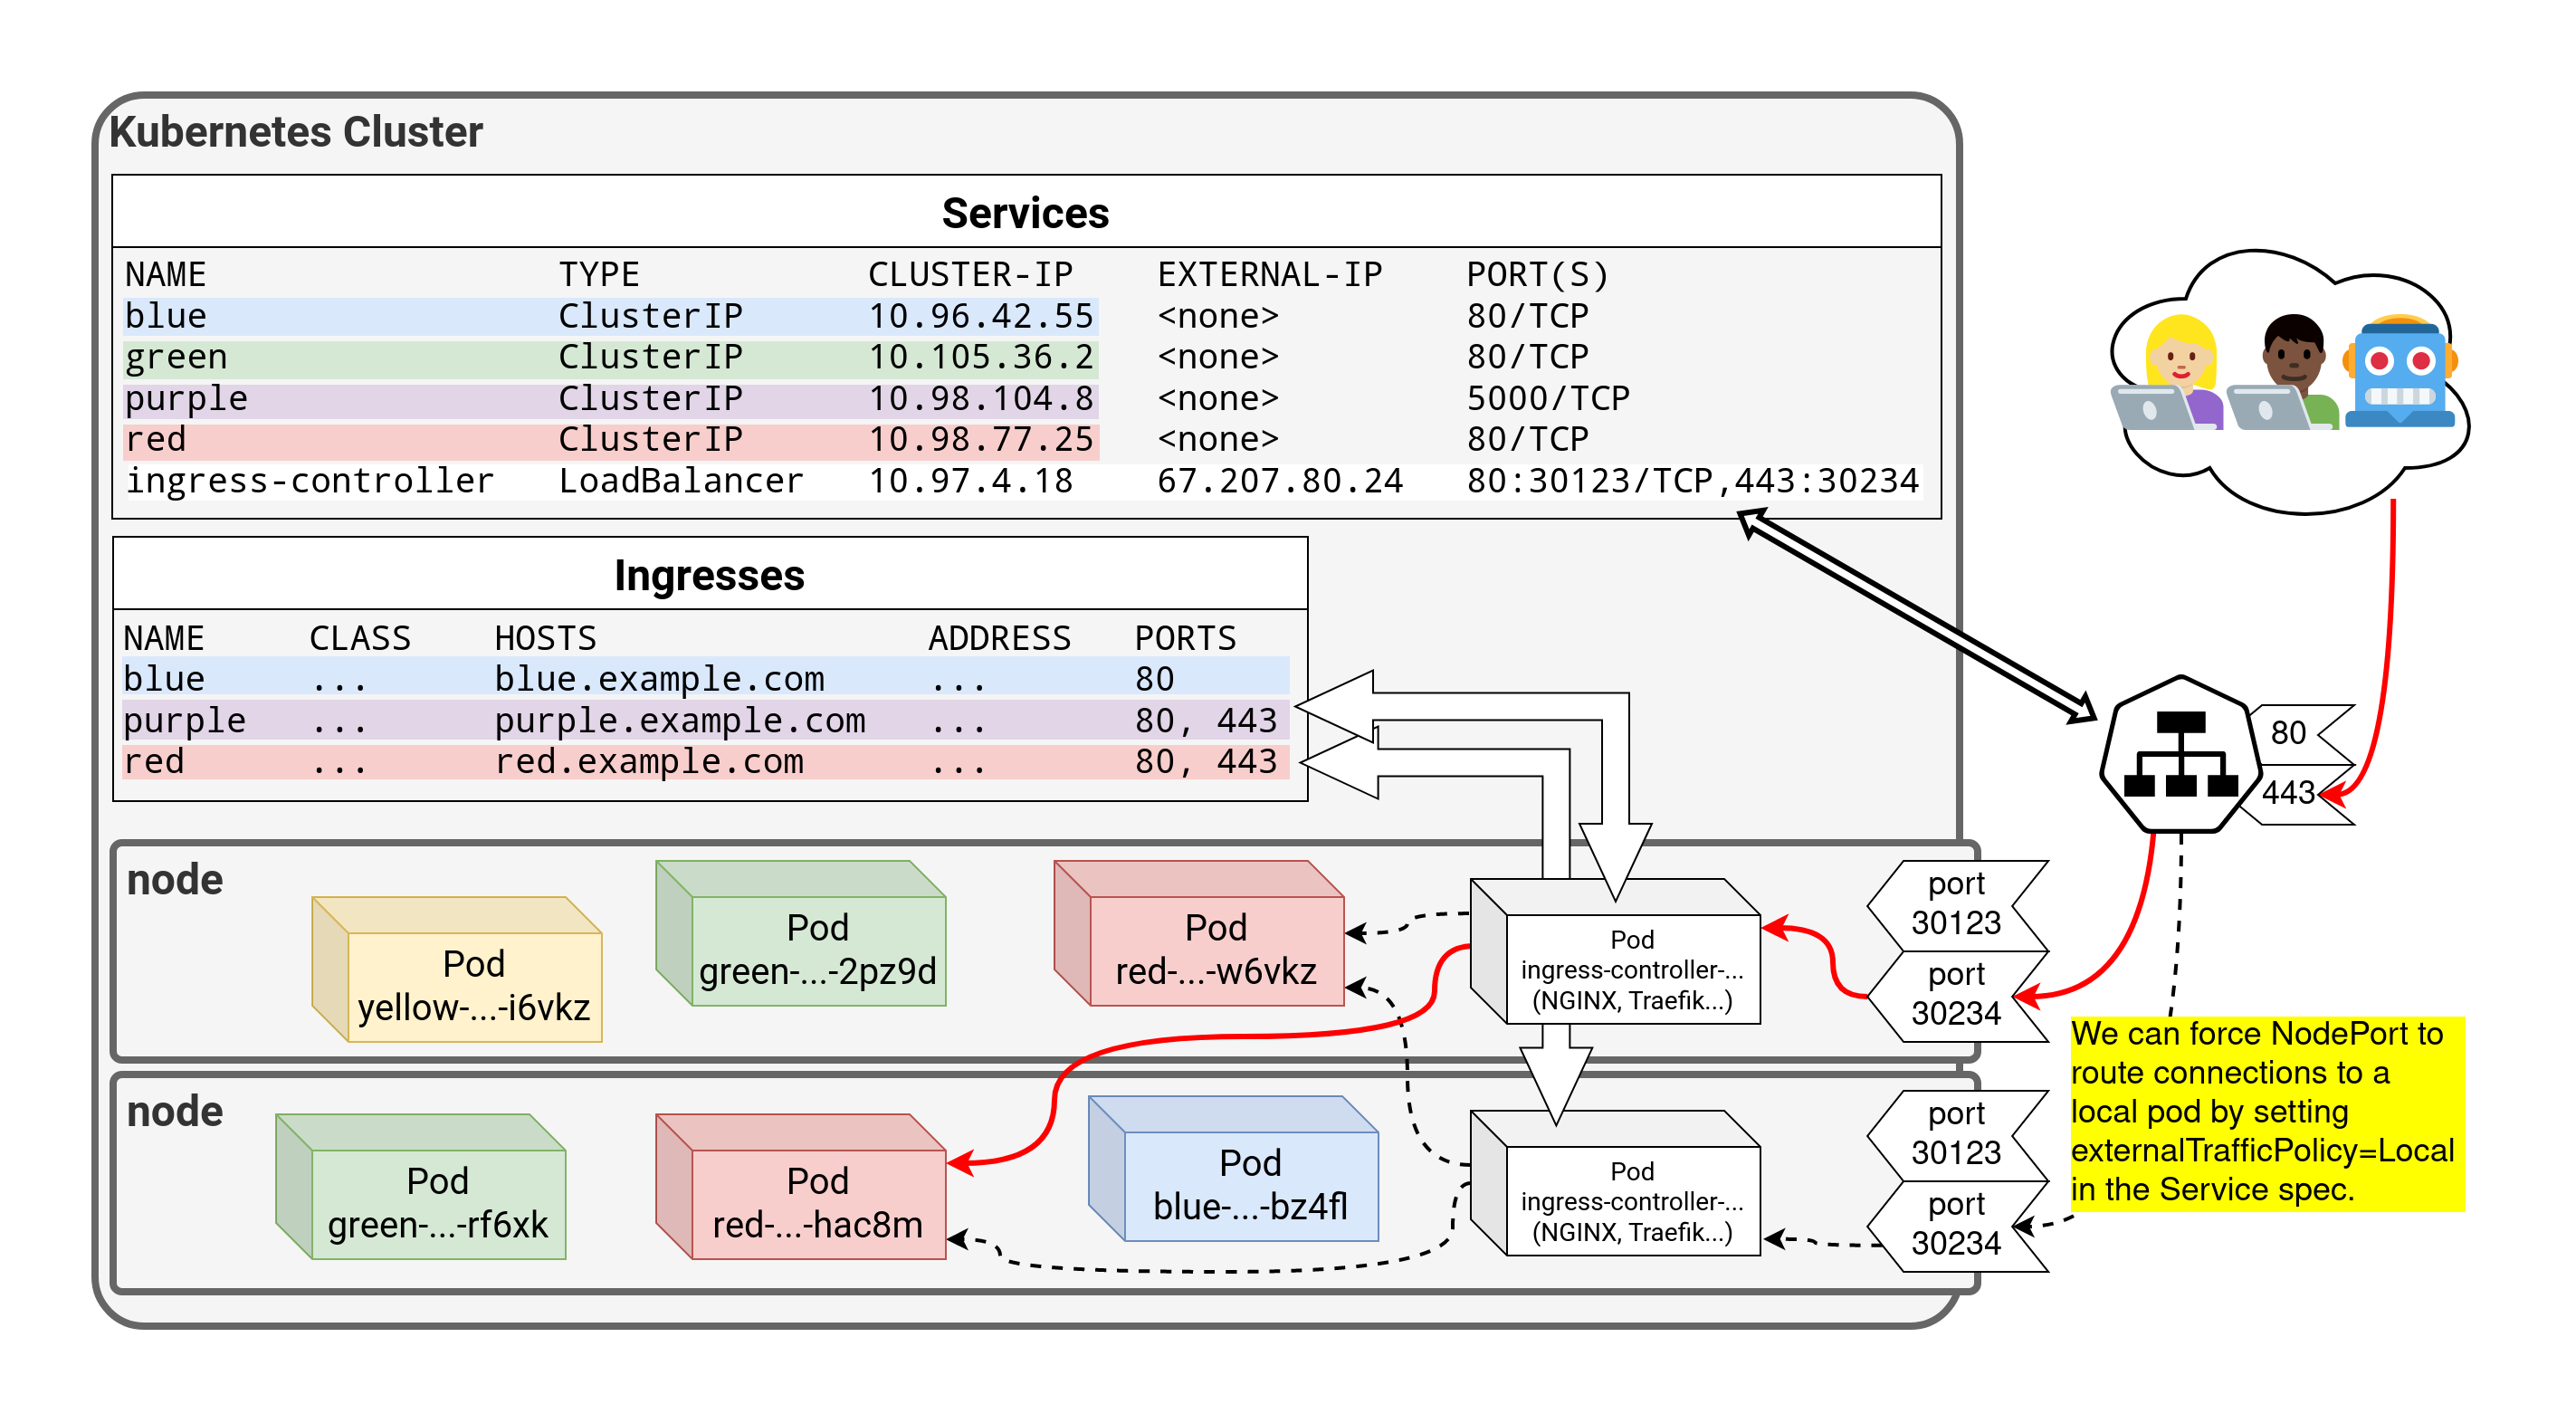 Kubernetes Cluster
Services
NAME TYPE CLUSTER-IP EXTERNAL-IP PORT(S)
blue ClusterIP 10.96.42.55 <none> 80/TCP
green ClusterIP 10.105.36.2 <none> 80/TCP
purple ClusterIP 10.98.104.8 <none> 5000/TCP
red ClusterIP 10.98.77.25 <none> 80/TCP
ingress-controller LoadBalancer 10.97.4.18 67.207.80.24 80:30123/TCP,443:30234
Ingresses
NAME CLASS HOSTS ADDRESS PORTS
blue ... blue.example.com ... 80
purple ... purple.example.com ... 80, 443
red ... red.example.com ... 80, 443
80
443
node
Pod
yellow-...-i6vkz
Pod
green-...-2pz9d
Pod
red-...-w6vkz
Pod
ingress-controller-...
(NGINX, Traefik...)
port
30123
port
30234
We can force NodePort to
route connections to a
local pod by setting
externalTrafficPolicy=Local
in the Service spec.
node
Pod
green-...-rf6xk
Pod
red-...-hac8m
Pod
blue-...-bz4fl
Pod
ingress-controller-...
(NGINX, Traefik...)
port
30123
port
30234